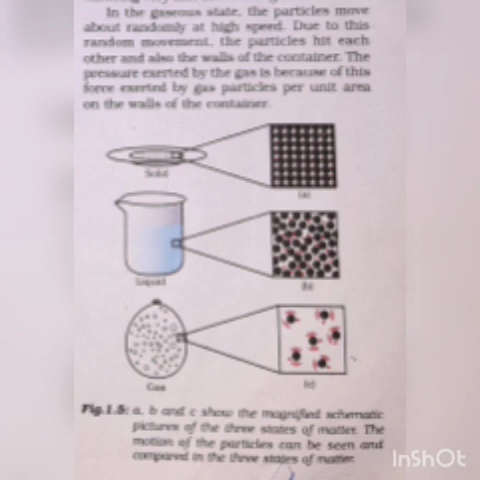 In the gaseous state, the particles move
about randomly at high speed. Due to this
random movement, the particles hit each
other and also the walls of the container. The
pressure exerted by the gas is because of this
force exerted by gas particles per unit area
on the walls of the container.
Solid
(a)
Liquid
(b)
Gas
(c)
Fig.1.5: a, b and c show the magnified schematic
pictures of the three states of matter. The
motion of the particles can be seen and
compared in the three states of matter.
InShOt